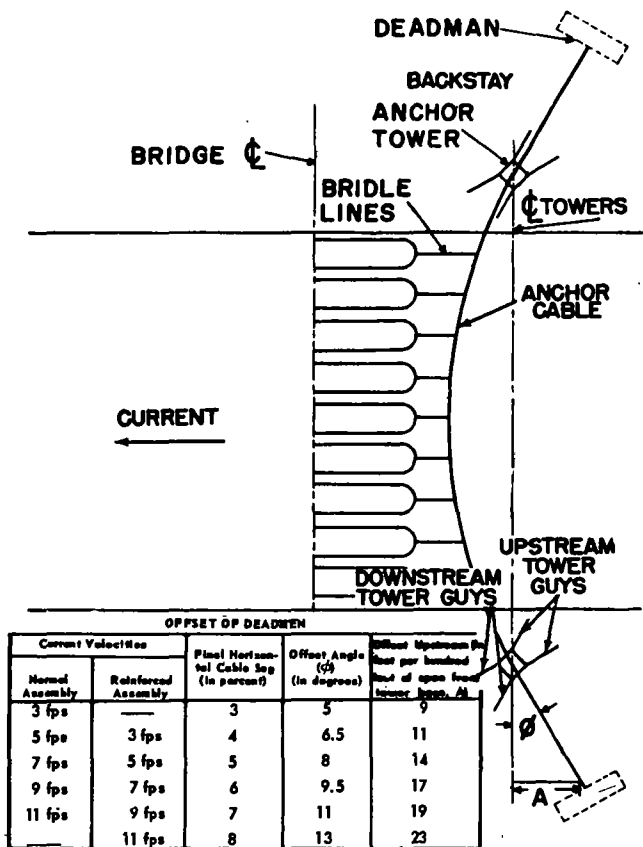 DEADMAN
BACKSTAY
ANCHOR
TOWER
BRIDGE ℄
BRIDLE
LINES
℄ TOWERS
ANCHOR
CABLE
CURRENT
UPSTREAM
TOWER
GUYS
DOWNSTREAM
TOWER GUYS
OFFSET OF DEADMEN
Current Velocities
Final Horizon-
tal Cable Sag
(in percent)
Offset Angle
(ϕ)
(in degrees)
Offset Upstream (in
feet per hundred
feet of span from
tower base, A)
Normal
Assembly
Reinforced
Assembly
3 fps —— 3 5 9
5 fps 3 fps 4 6.5 11
7 fps 5 fps 5 8 14
9 fps 7 fps 6 9.5 17
11 fps 9 fps 7 11 19
—— 11 fps 8 13 23
ϕ
A